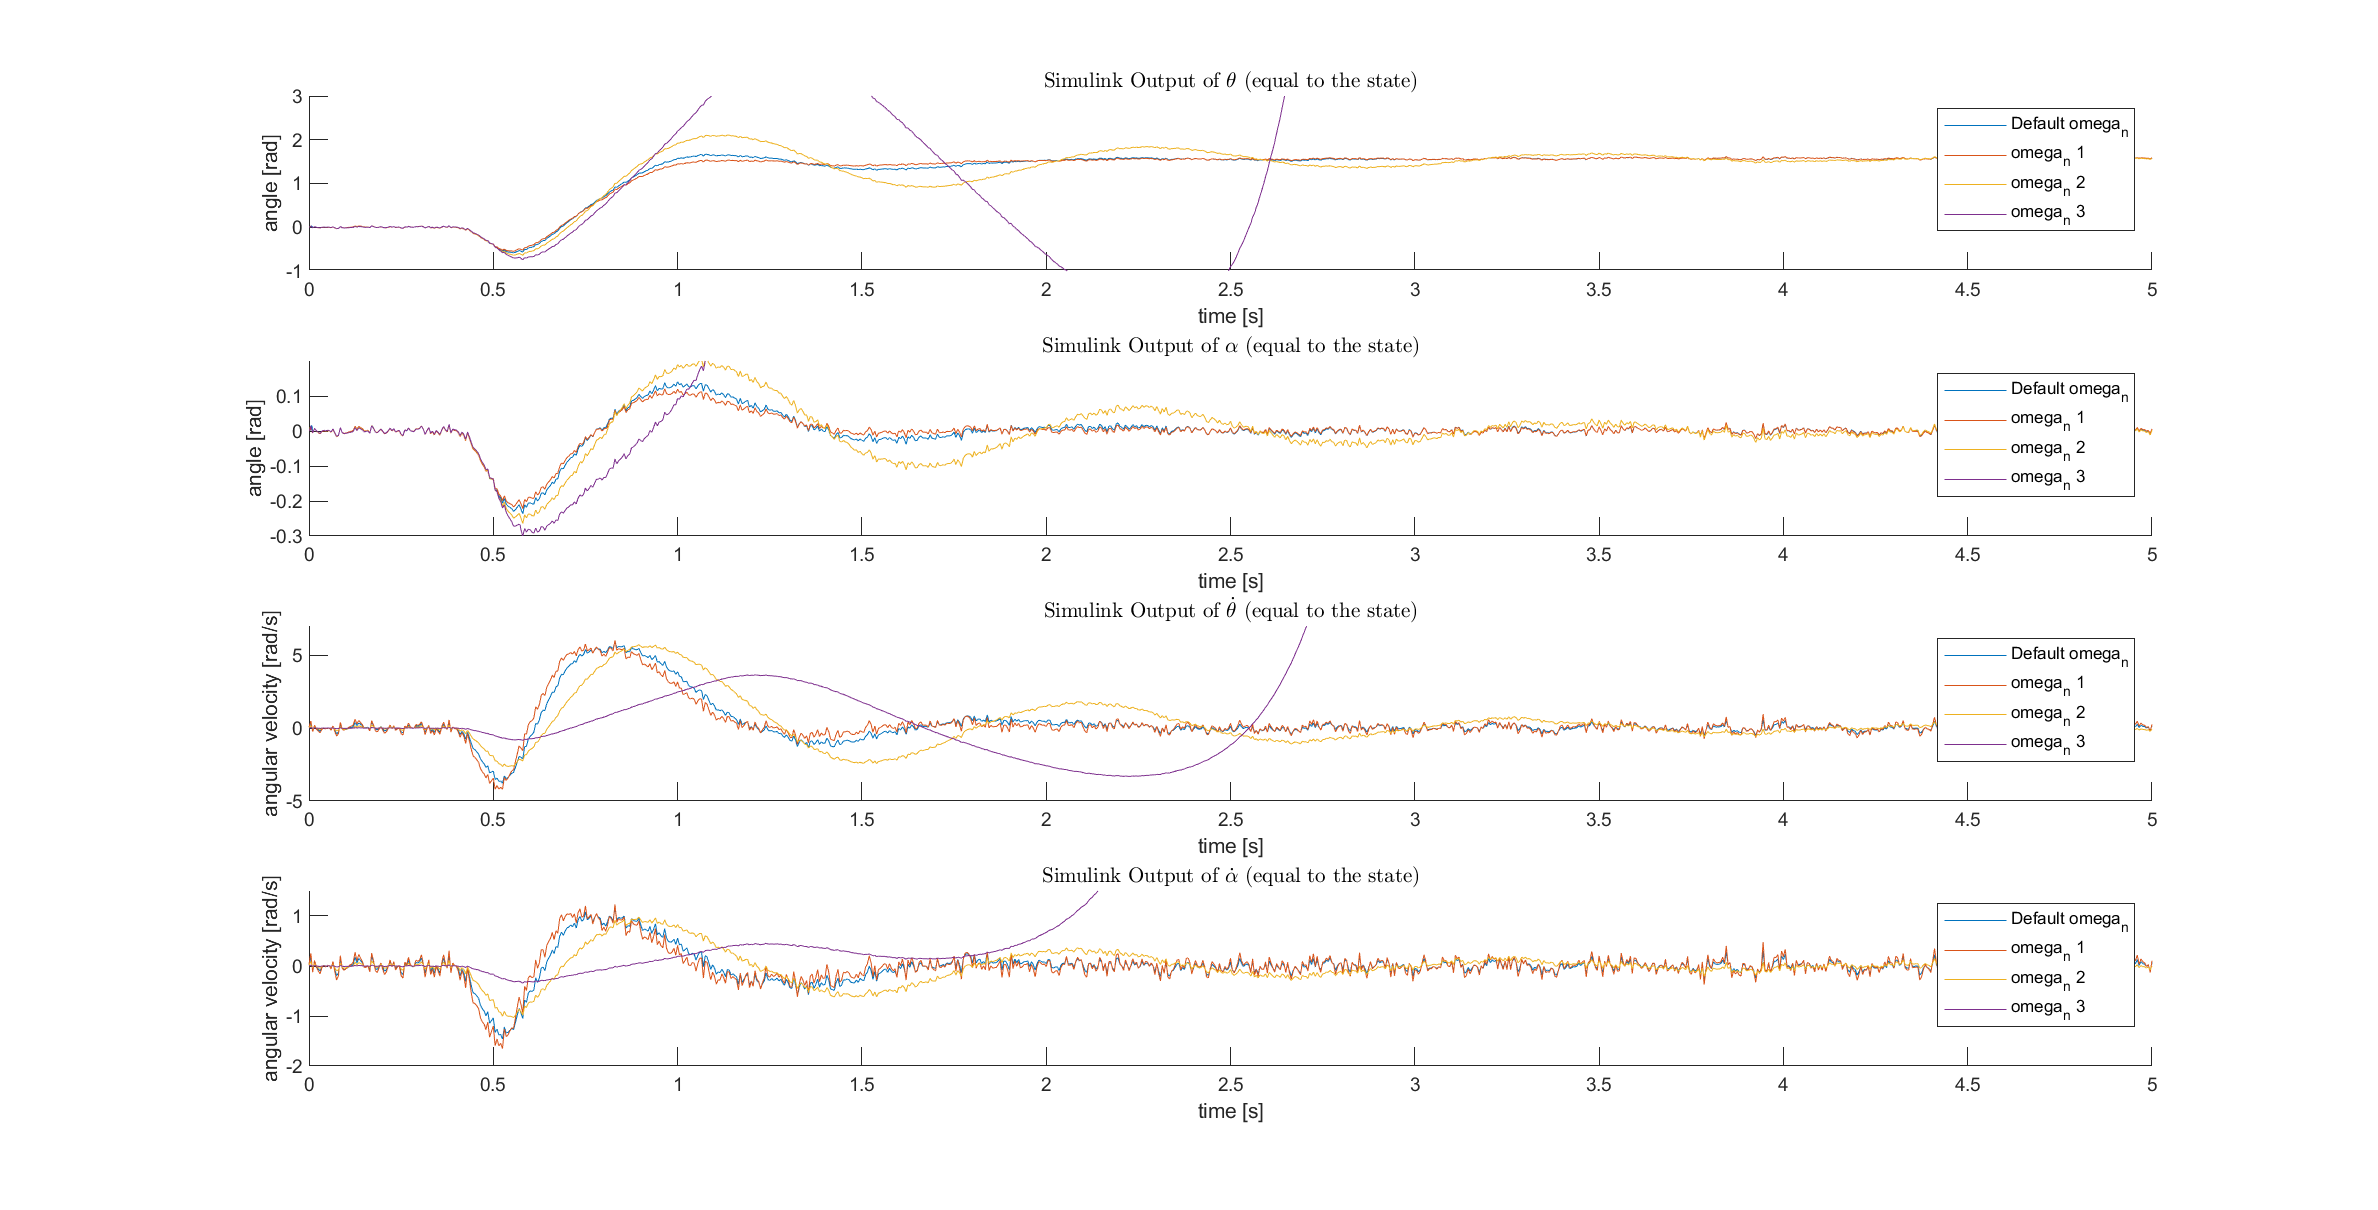 Simulink Output of θ (equal to the state)
angle [rad]
3
2
1
0
-1
Default omega_n
omega_n 1
omega_n 2
omega_n 3
0 0.5 1 1.5 2 2.5 3 3.5 4 4.5 5
time [s]
Simulink Output of α (equal to the state)
angle [rad]
0.1
0
-0.1
-0.2
-0.3
Default omega_n
omega_n 1
omega_n 2
omega_n 3
0 0.5 1 1.5 2 2.5 3 3.5 4 4.5 5
time [s]
Simulink Output of θ̇ (equal to the state)
angular velocity [rad/s]
5
0
-5
Default omega_n
omega_n 1
omega_n 2
omega_n 3
0 0.5 1 1.5 2 2.5 3 3.5 4 4.5 5
time [s]
Simulink Output of α̇ (equal to the state)
angular velocity [rad/s]
1
0
-1
-2
Default omega_n
omega_n 1
omega_n 2
omega_n 3
0 0.5 1 1.5 2 2.5 3 3.5 4 4.5 5
time [s]